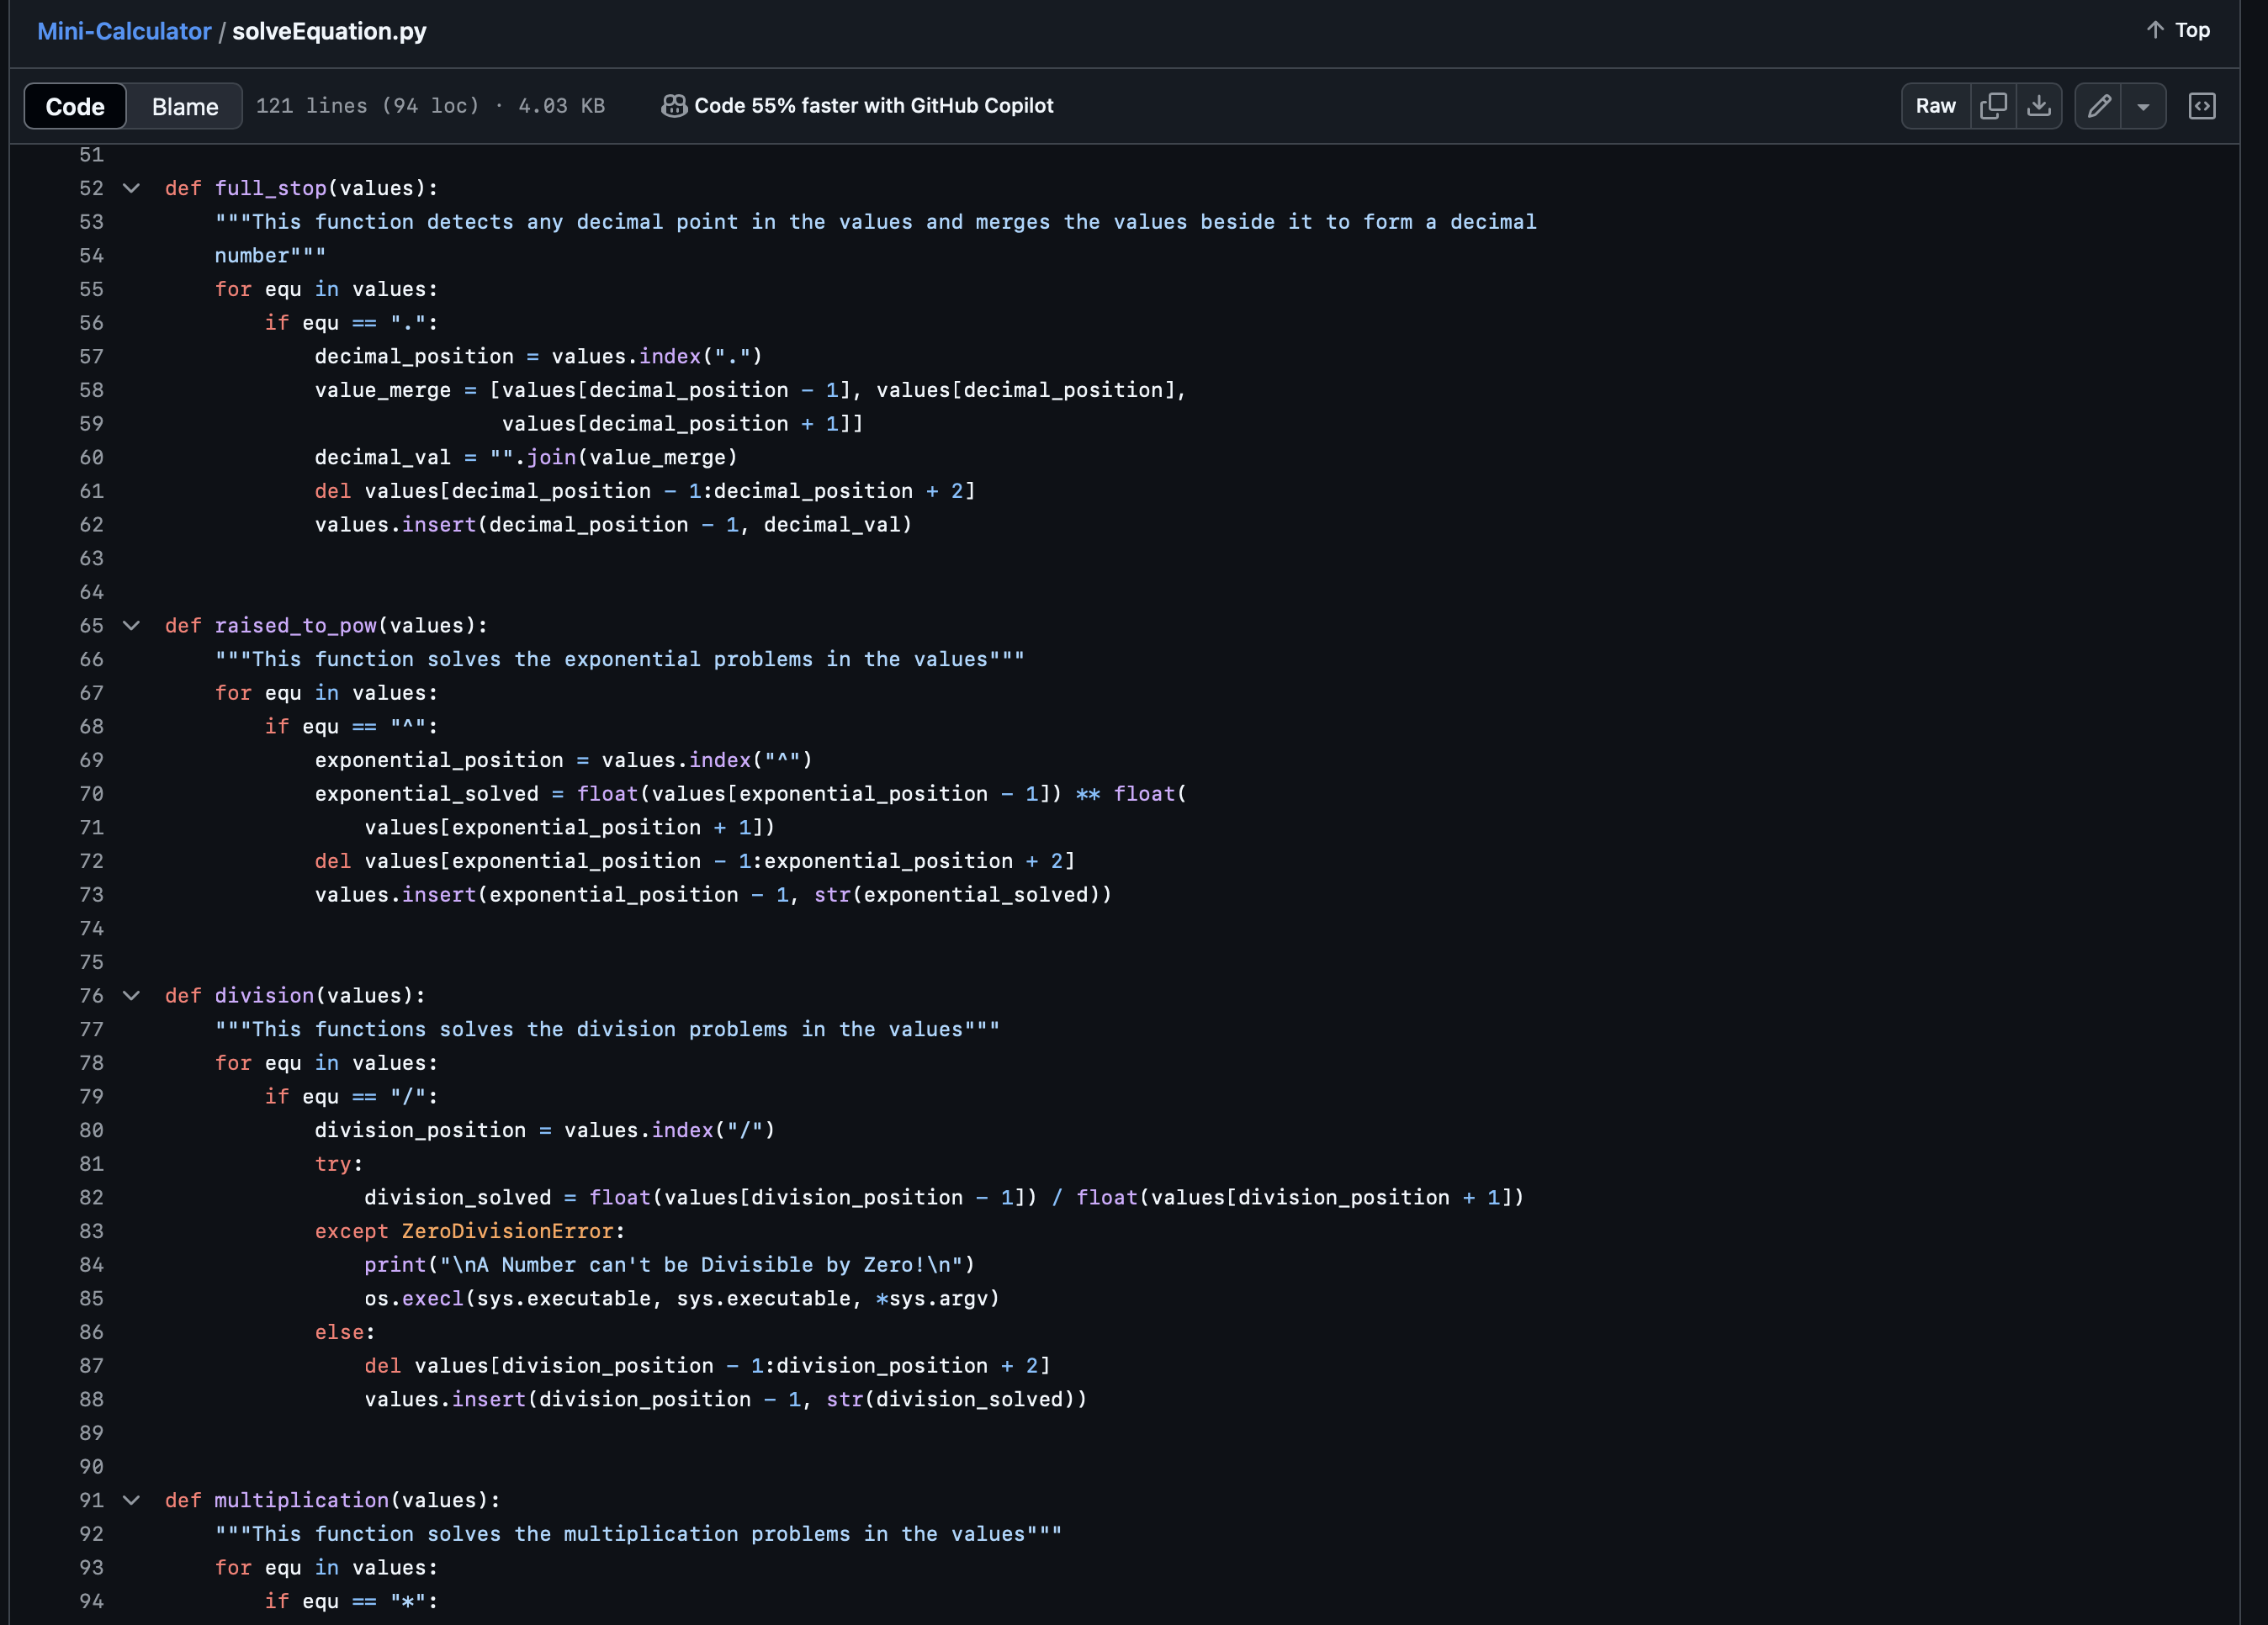 Mini-Calculator / solveEquation.py
Top
Code Blame 121 lines (94 loc) · 4.03 KB Code 55% faster with GitHub Copilot Raw
51
52 def full_stop(values):
53     """This function detects any decimal point in the values and merges the values beside it to form a decimal
54     number"""
55     for equ in values:
56         if equ == ".":
57             decimal_position = values.index(".")
58             value_merge = [values[decimal_position - 1], values[decimal_position],
59                            values[decimal_position + 1]]
60             decimal_val = "".join(value_merge)
61             del values[decimal_position - 1:decimal_position + 2]
62             values.insert(decimal_position - 1, decimal_val)
63
64
65 def raised_to_pow(values):
66     """This function solves the exponential problems in the values"""
67     for equ in values:
68         if equ == "^":
69             exponential_position = values.index("^")
70             exponential_solved = float(values[exponential_position - 1]) ** float(
71                 values[exponential_position + 1])
72             del values[exponential_position - 1:exponential_position + 2]
73             values.insert(exponential_position - 1, str(exponential_solved))
74
75
76 def division(values):
77     """This functions solves the division problems in the values"""
78     for equ in values:
79         if equ == "/":
80             division_position = values.index("/")
81             try:
82                 division_solved = float(values[division_position - 1]) / float(values[division_position + 1])
83             except ZeroDivisionError:
84                 print("\nA Number can't be Divisible by Zero!\n")
85                 os.execl(sys.executable, sys.executable, *sys.argv)
86             else:
87                 del values[division_position - 1:division_position + 2]
88                 values.insert(division_position - 1, str(division_solved))
89
90
91 def multiplication(values):
92     """This function solves the multiplication problems in the values"""
93     for equ in values:
94         if equ == "*":